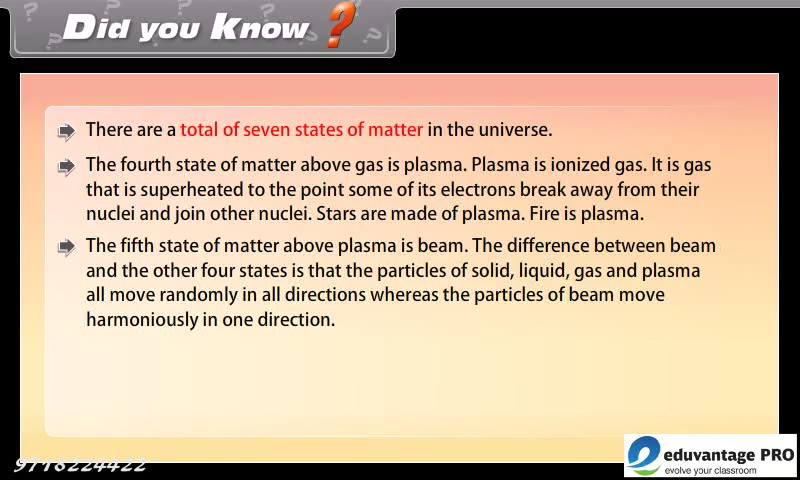 Did you Know ?
There are a total of seven states of matter in the universe.
The fourth state of matter above gas is plasma. Plasma is ionized gas. It is gas
that is superheated to the point some of its electrons break away from their
nuclei and join other nuclei. Stars are made of plasma. Fire is plasma.
The fifth state of matter above plasma is beam. The difference between beam
and the other four states is that the particles of solid, liquid, gas and plasma
all move randomly in all directions whereas the particles of beam move
harmoniously in one direction.
9718224422
eduvantage PRO
evolve your classroom